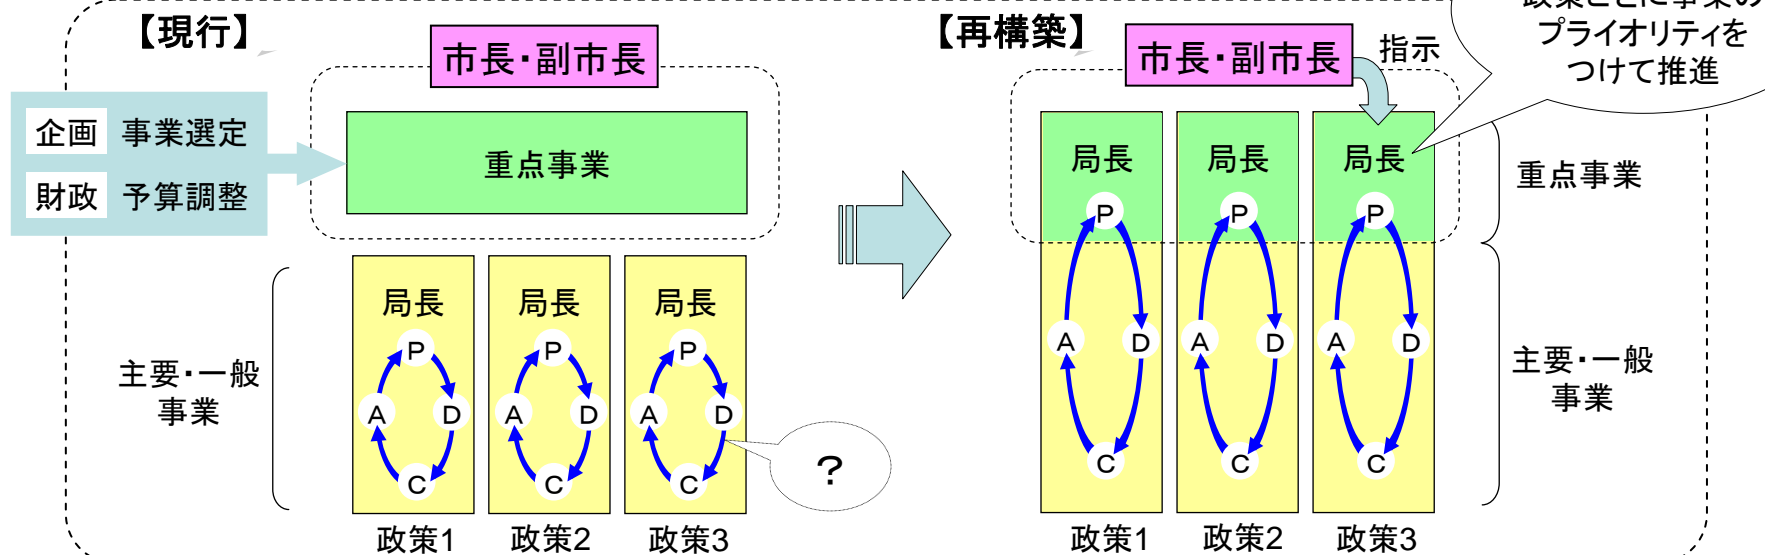 【現行】
市長・副市長
企画 事業選定
財政 予算調整
重点事業
局長 局長 局長
P P P
A D A D A D
C C C
主要・一般
事業
?
政策1 政策2 政策3
【再構築】
市長・副市長
指示
プライオリティを
つけて推進
局長 局長 局長
重点事業
P P P
A D A D A D
C C C
主要・一般
事業
政策1 政策2 政策3